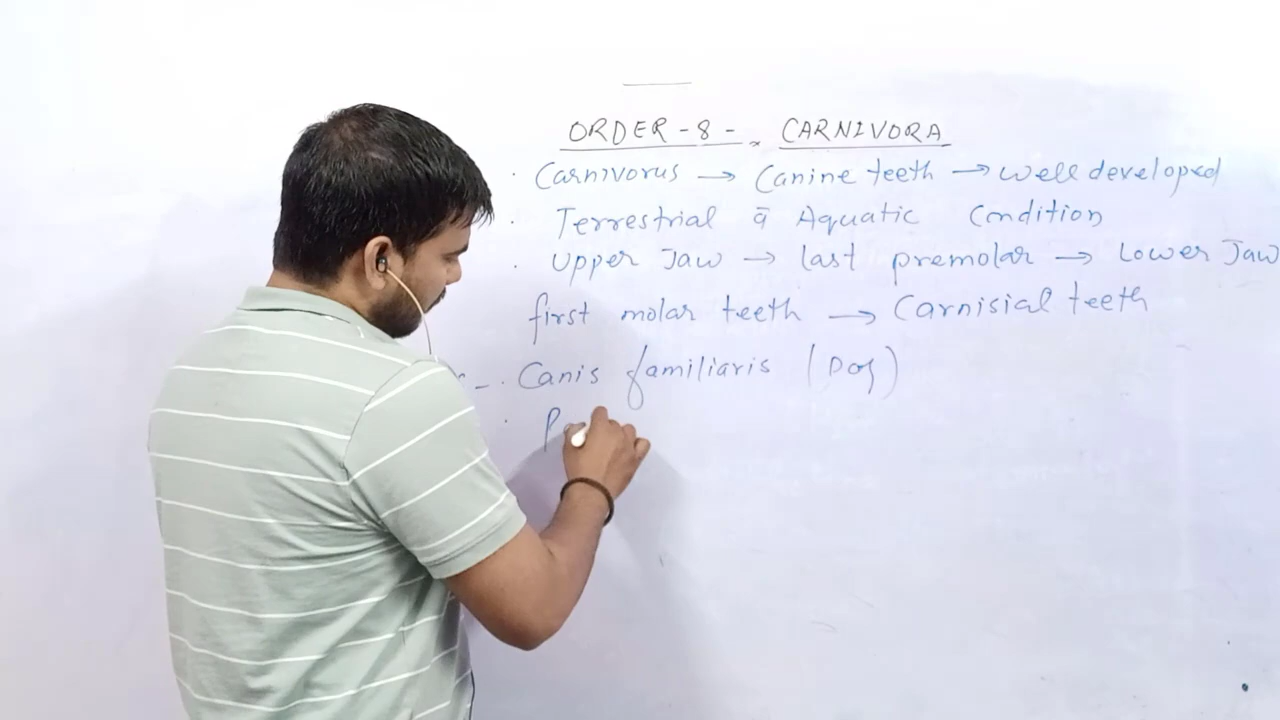 ORDER - 8 - CARNIVORA
· Carnivorus → Canine teeth → well developed
· Terrestrial ā Aquatic Condition
· Upper Jaw → last premolar → Lower Jaw
first molar teeth → Carnisial teeth
- · Canis familiaris (Dog)
·